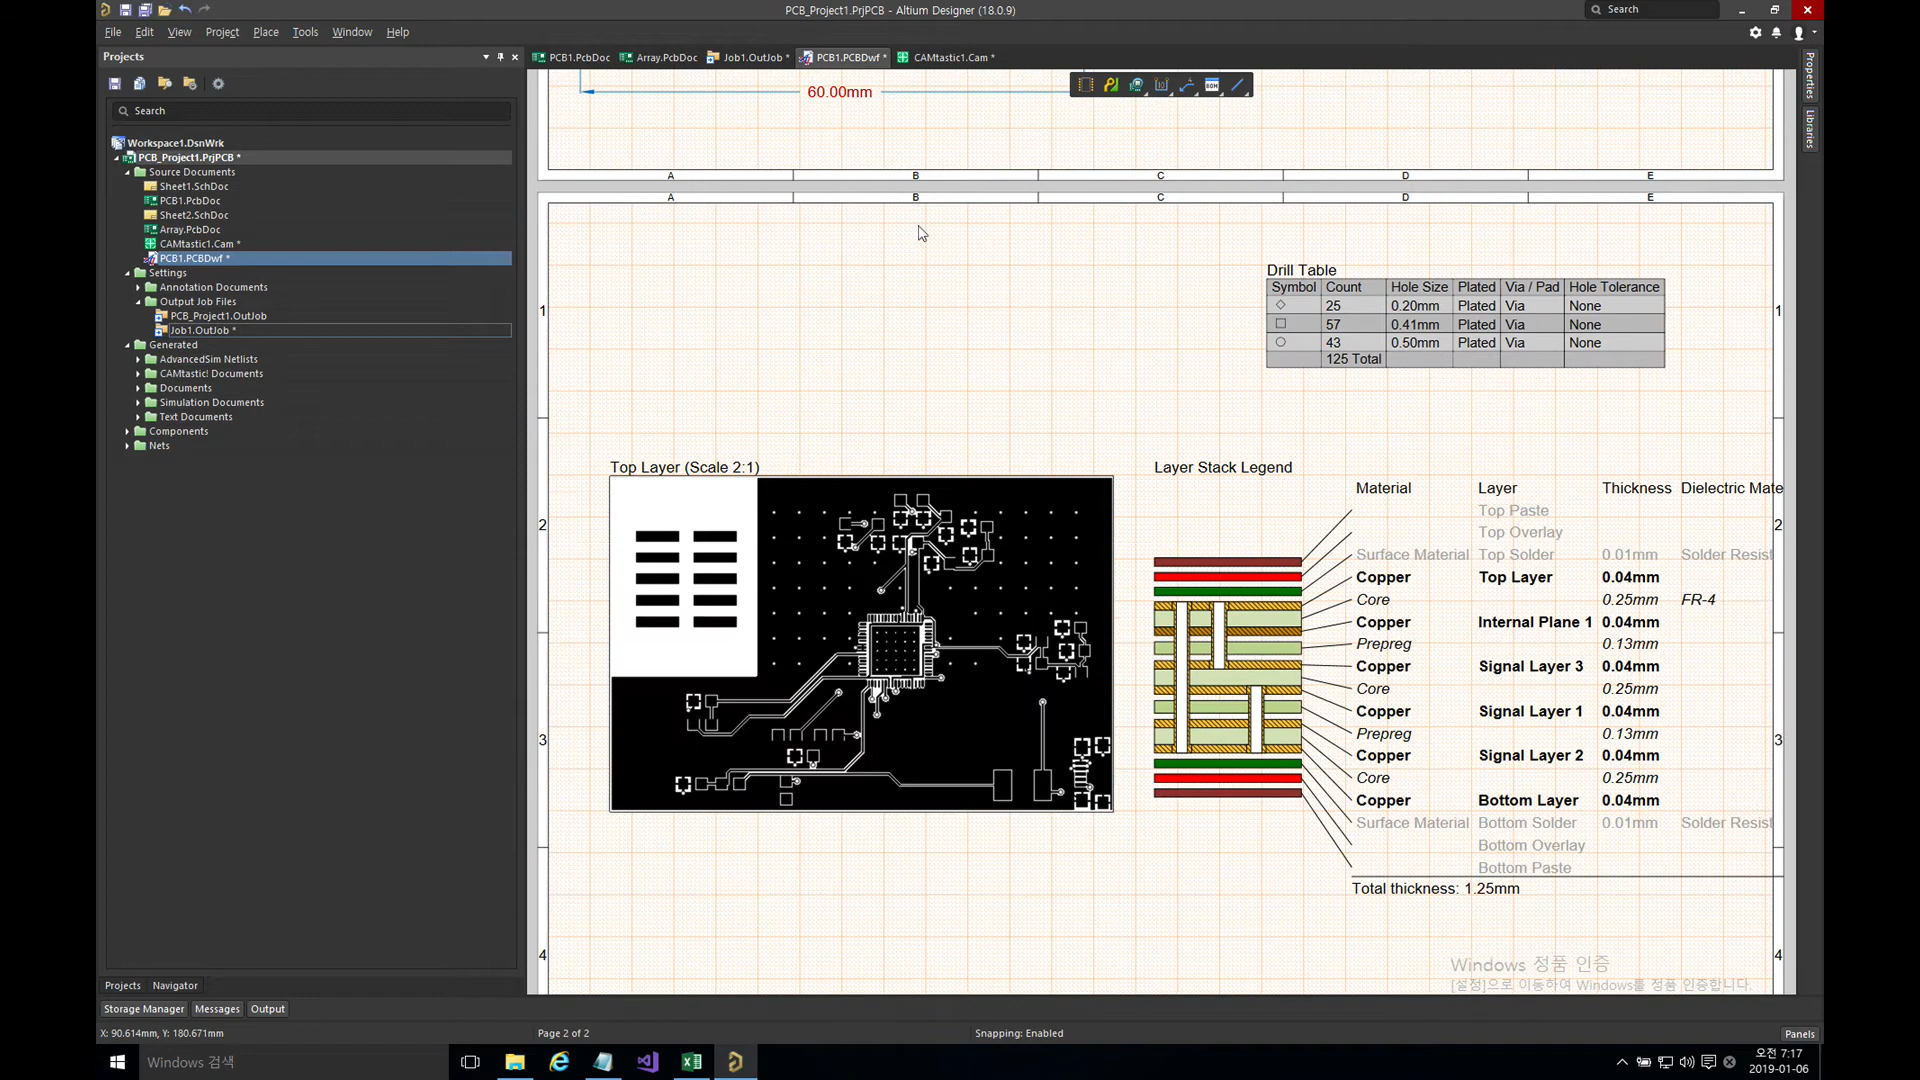 PCB_Project1.PrjPCB - Altium Designer (18.0.9)
Search
File Edit View Project Place Tools Window Help
Projects
PCB1.PcbDoc Array.PcbDoc Job1.OutJob * PCB1.PCBDwf * CAMtastic1.Cam *
Search
Workspace1.DsnWrk
PCB_Project1.PrjPCB *
Source Documents
Sheet1.SchDoc
PCB1.PcbDoc
Sheet2.SchDoc
Array.PcbDoc
CAMtastic1.Cam *
PCB1.PCBDwf *
Settings
Annotation Documents
Output Job Files
PCB_Project1.OutJob
Job1.OutJob *
Generated
AdvancedSim Netlists
CAMtastic! Documents
Documents
Simulation Documents
Text Documents
Components
Nets
Projects Navigator
60.00mm
BOM
A B C D E
A B C D E
1 1
2 2
3 3
4 4
Drill Table
Symbol Count Hole Size Plated Via / Pad Hole Tolerance
25 0.20mm Plated Via None
57 0.41mm Plated Via None
43 0.50mm Plated Via None
125 Total
Top Layer (Scale 2:1)
Layer Stack Legend
Material Layer Thickness Dielectric Mate
Top Paste
Top Overlay
Surface Material Top Solder 0.01mm Solder Resist
Copper Top Layer 0.04mm
Core 0.25mm FR-4
Copper Internal Plane 1 0.04mm
Prepreg 0.13mm
Copper Signal Layer 3 0.04mm
Core 0.25mm
Copper Signal Layer 1 0.04mm
Prepreg 0.13mm
Copper Signal Layer 2 0.04mm
Core 0.25mm
Copper Bottom Layer 0.04mm
Surface Material Bottom Solder 0.01mm Solder Resist
Bottom Overlay
Bottom Paste
Total thickness: 1.25mm
Windows 정품 인증
[설정]으로 이동하여 Windows를 정품 인증합니다.
Properties
Libraries
Storage Manager Messages Output
X: 90.614mm, Y: 180.671mm Page 2 of 2 Snapping: Enabled Panels
Windows 검색
오전 7:17
2019-01-06